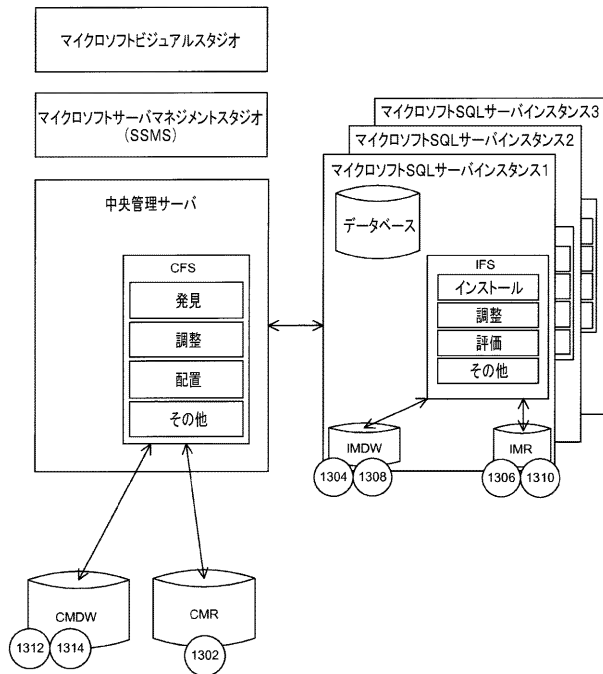 マイクロソフトビジュアルスタジオ
マイクロソフトサーバマネジメントスタジオ
(SSMS)
中央管理サーバ
CFS
発見
調整
配置
その他
マイクロソフトSQLサーバインスタンス3
マイクロソフトSQLサーバインスタンス2
マイクロソフトSQLサーバインスタンス1
データベース
IFS
インストール
調整
評価
その他
IMDW
1304
1308
IMR
1306
1310
CMDW
1312
1314
CMR
1302